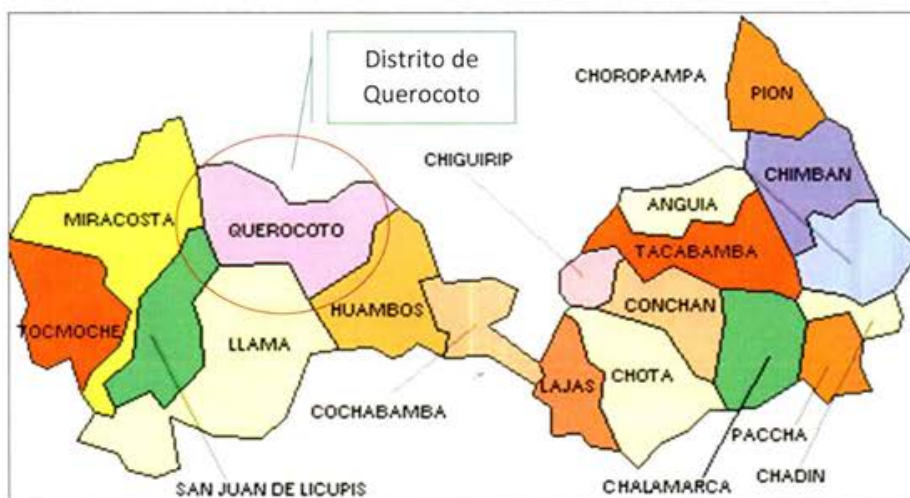 Distrito de
Querocoto
CHOROPAMPA
PION
CHIGUIRIP
CHIMBAN
MIRACOSTA
QUEROCOTO
ANGUIA
TACABAMBA
TOCMOCHE
HUAMBOS
CONCHAN
LLAMA
LAJAS
CHOTA
COCHABAMBA
PACCHA
CHADIN
SAN JUAN DE LICUPIS
CHALAMARCA